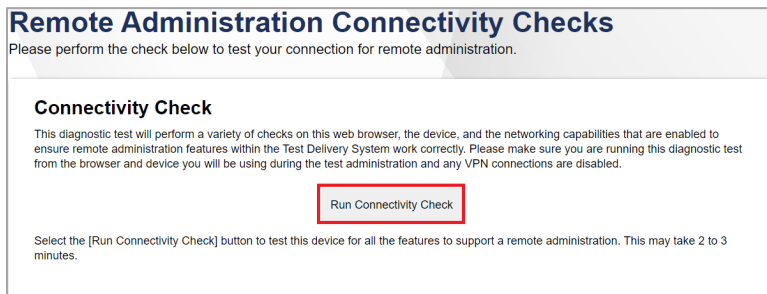 Remote Administration Connectivity Checks
Please perform the check below to test your connection for remote administration.
Connectivity Check
This diagnostic test will perform a variety of checks on this web browser, the device, and the networking capabilities that are enabled to
ensure remote administration features within the Test Delivery System work correctly. Please make sure you are running this diagnostic test
from the browser and device you will be using during the test administration and any VPN connections are disabled.
Run Connectivity Check
Select the [Run Connectivity Check] button to test this device for all the features to support a remote administration. This may take 2 to 3
minutes.